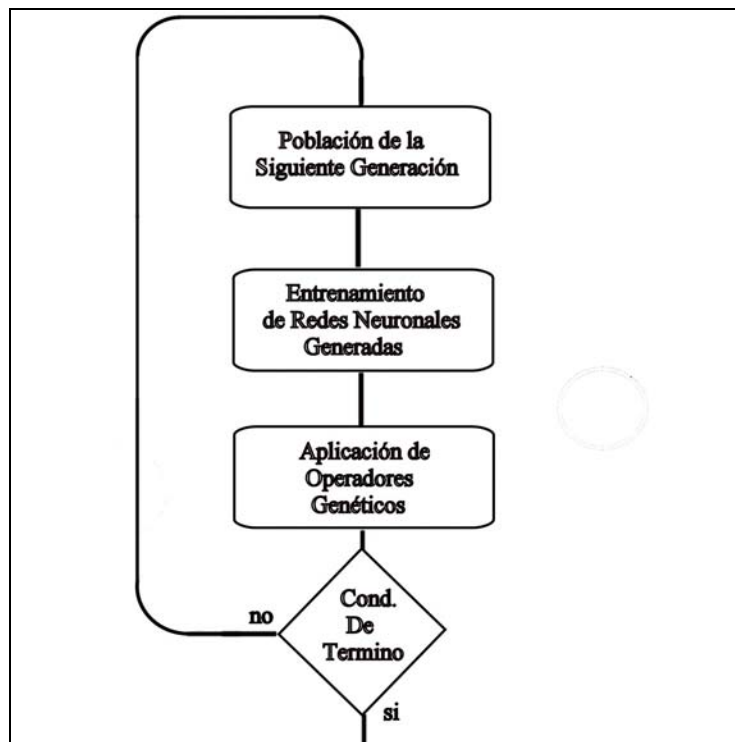 Población de la
Siguiente Generación
Entrenamiento
de Redes Neuronales
Generadas
Aplicación de
Operadores
Genéticos
Cond.
De
Termino
no
si